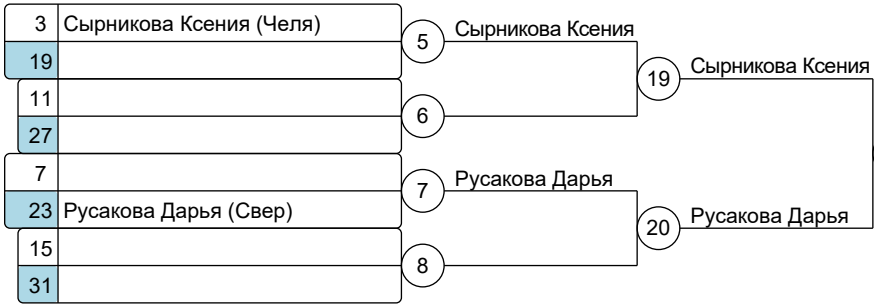 3 Сырникова Ксения (Челя)
5 Сырникова Ксения
19
19 Сырникова Ксения
11
6
27
7
7 Русакова Дарья
23 Русакова Дарья (Свер)
20 Русакова Дарья
15
8
31